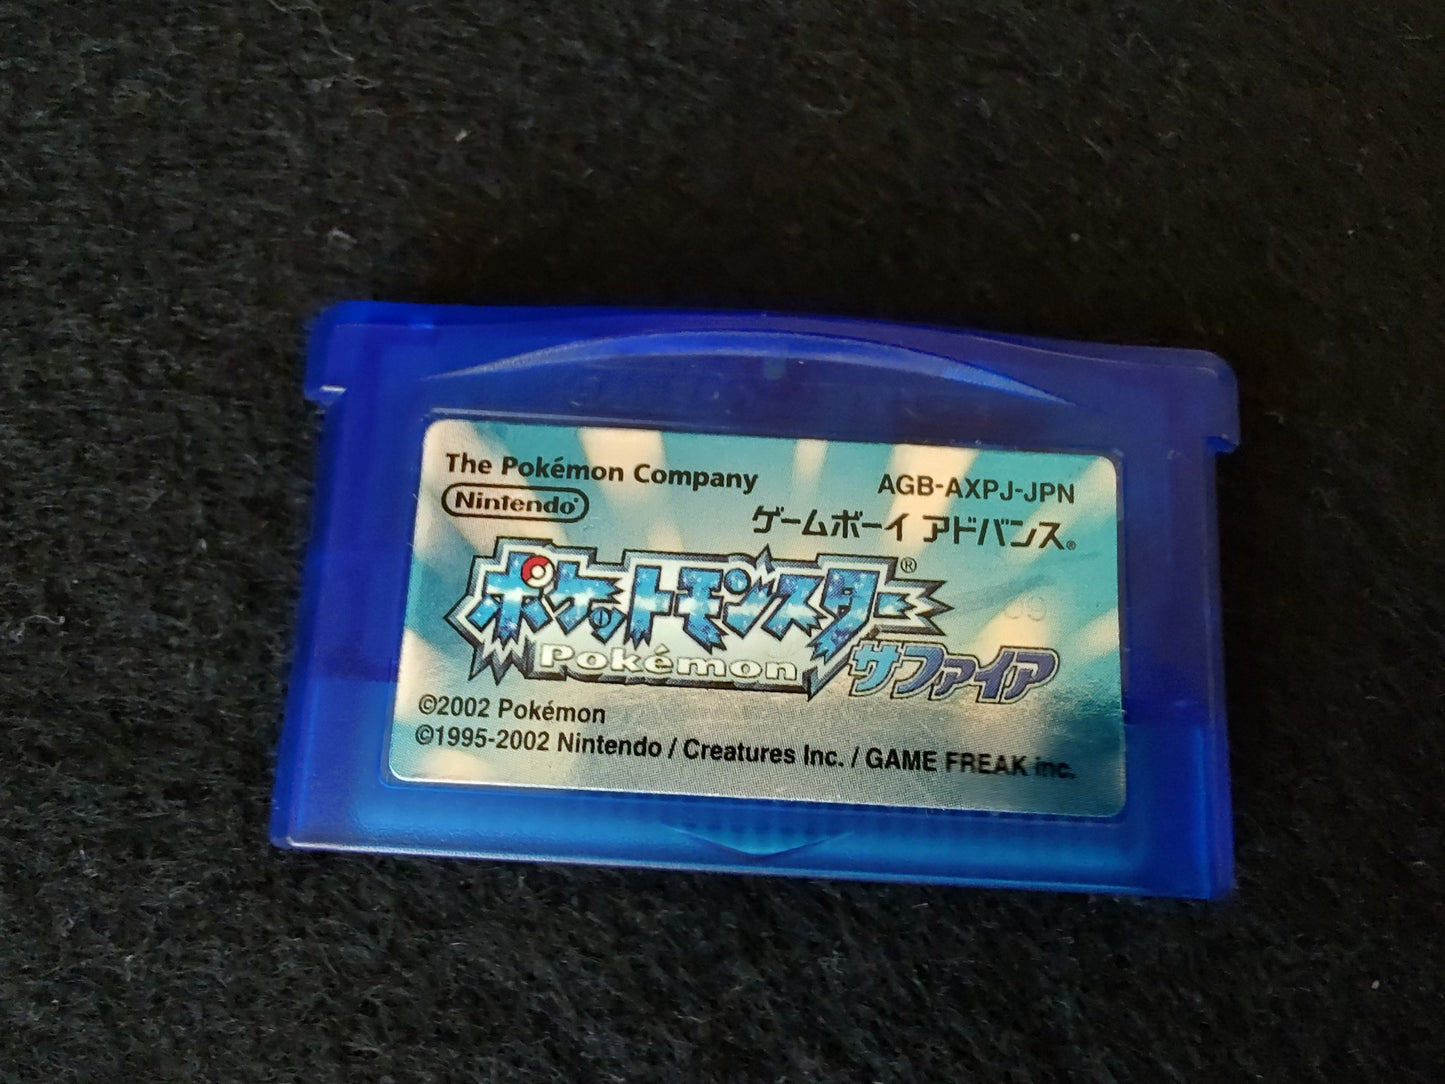 The Pokémon Company
Nintendo®
AGB-AXPJ-JPN
ゲームボーイ アドバンス®
ポケットモンスター®
Pokémon
サファイア
©2002 Pokémon
©1995-2002 Nintendo / Creatures Inc. / GAME FREAK inc.